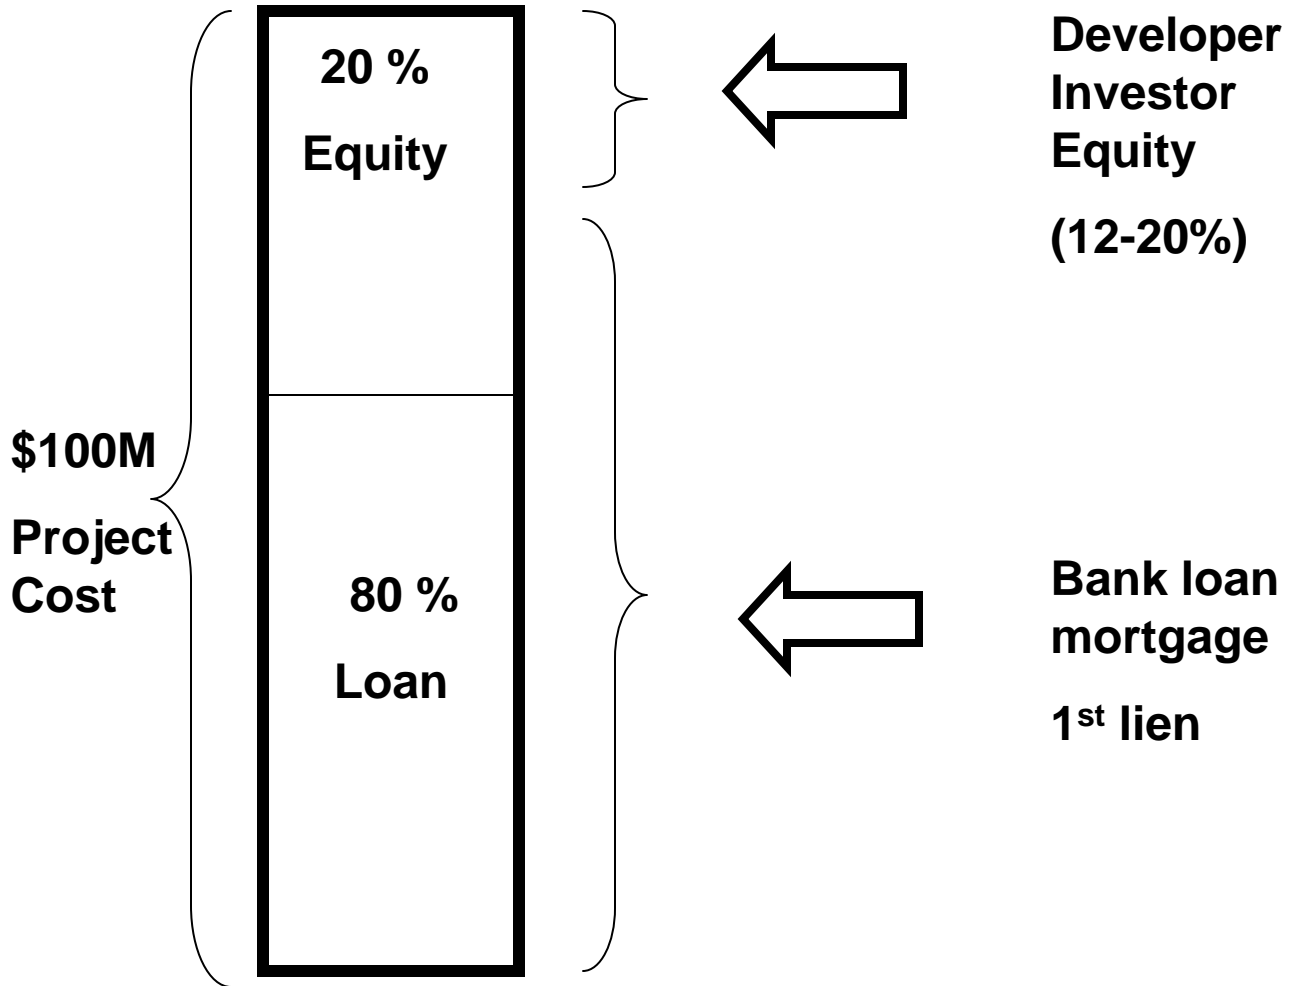 $100M
Project
Cost
20 %
Equity
80 %
Loan
Developer
Investor
Equity
(12-20%)
Bank loan
mortgage
1st lien